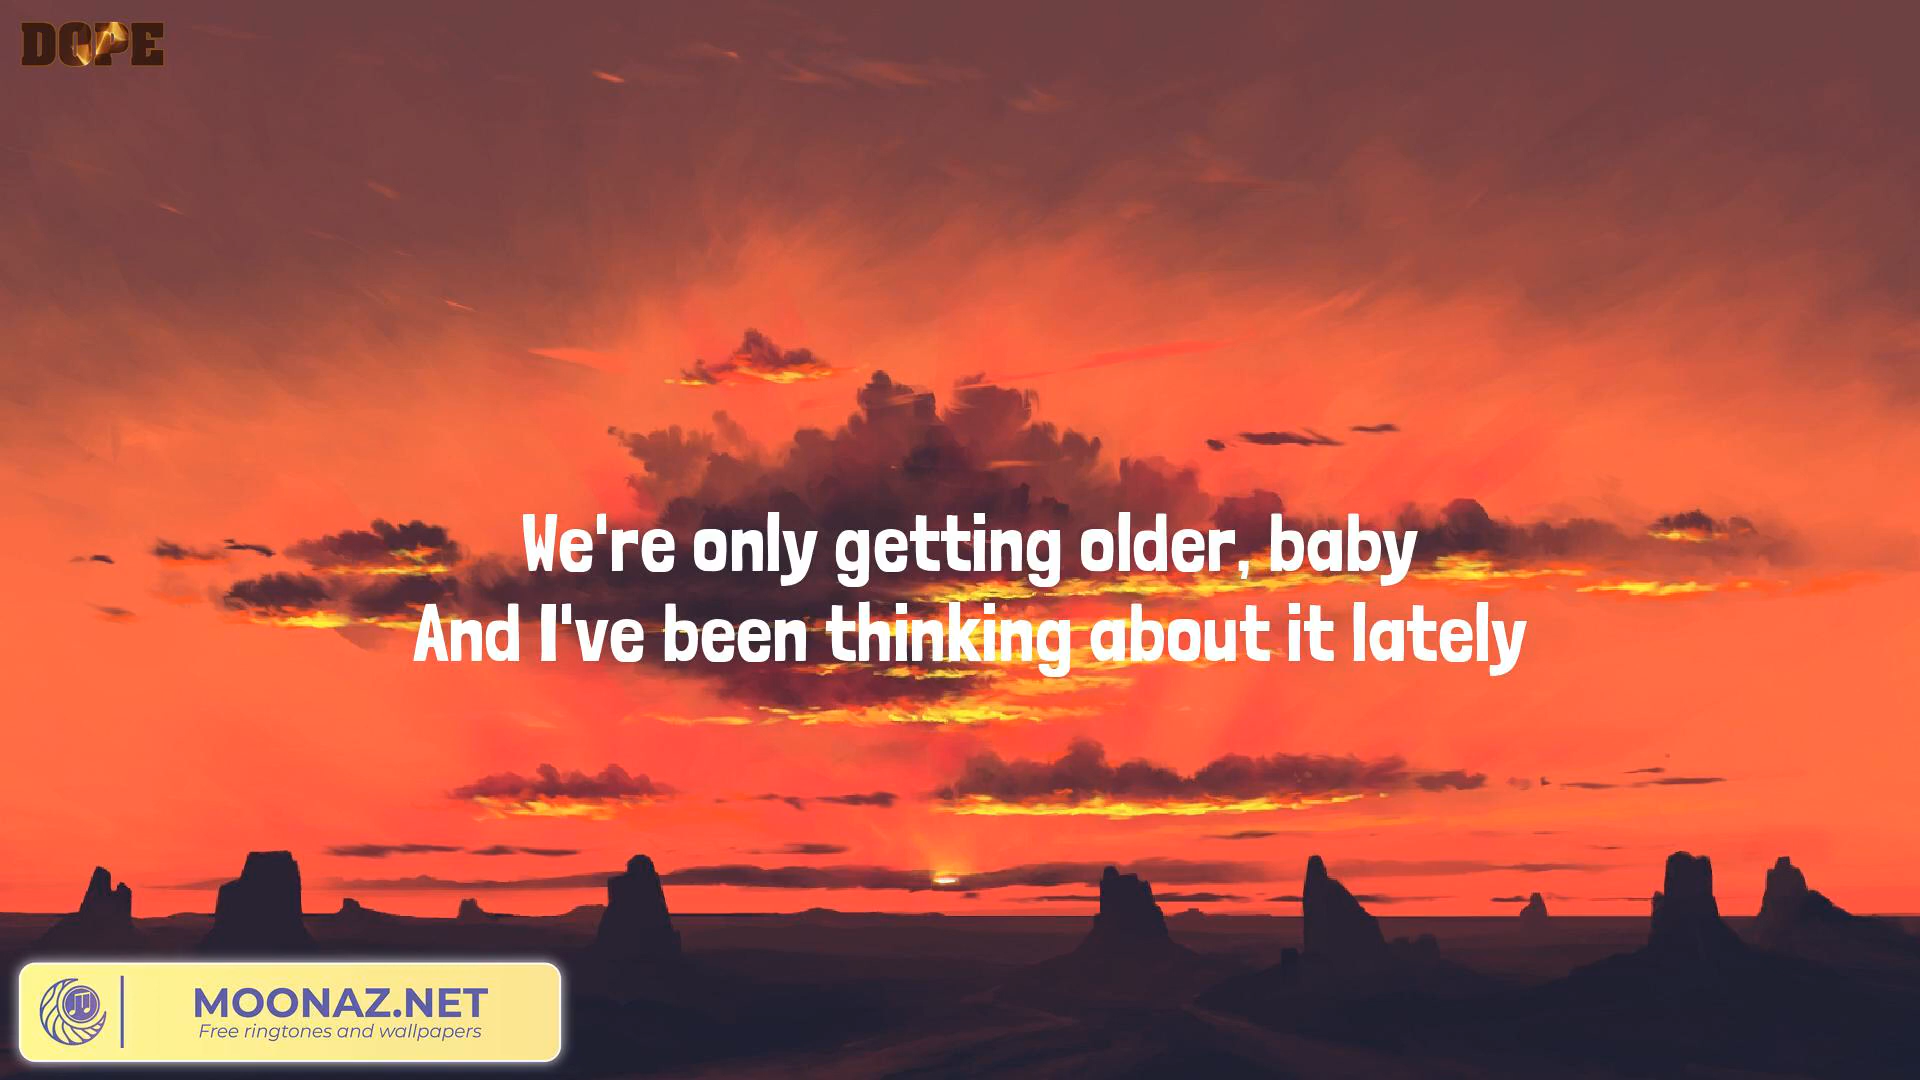 DOPE
We're only getting older, baby
And I've been thinking about it lately
MOONAZ.NET
Free ringtones and wallpapers